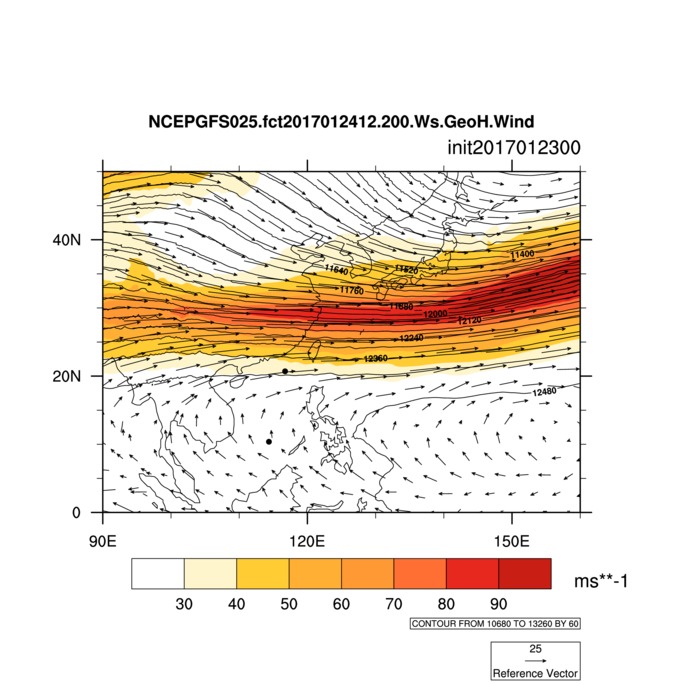 NCEPGFS025.fct2017012412.200.Ws.GeoH.Wind
init2017012300
40N
20N
0
11400
11640
11520
11760
11880
12000
12120
12240
12360
12480
90E 120E 150E
30 40 50 60 70 80 90
ms**-1
CONTOUR FROM 10680 TO 13260 BY 60
25
Reference Vector